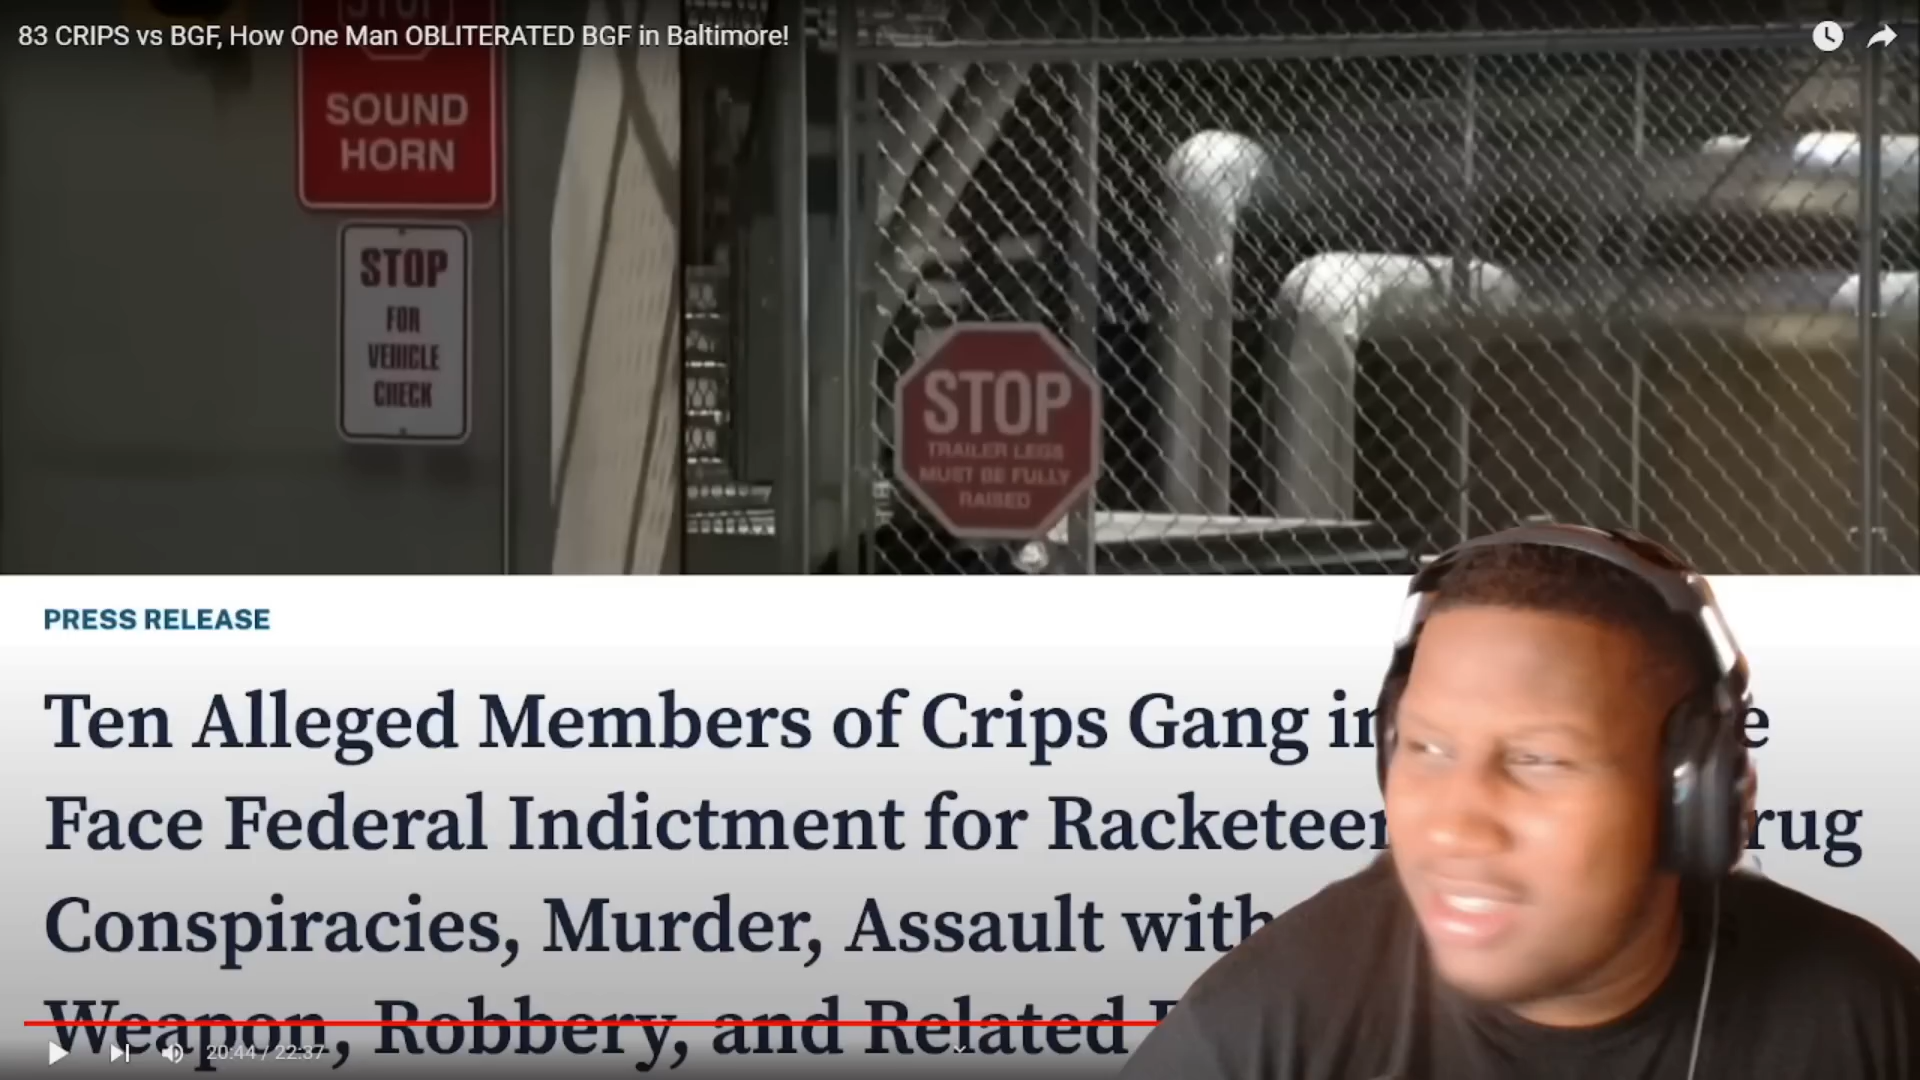 83 CRIPS vs BGF, How One Man OBLITERATED BGF in Baltimore!
STOP
SOUND
HORN
STOP
FOR
VEHICLE
CHECK
STOP
TRAILER LEGS
MUST BE FULLY
RAISED
PRESS RELEASE
Ten Alleged Members of Crips Gang in
Face Federal Indictment for Racketeer rug
Conspiracies, Murder, Assault with
Weapon, Robbery, and Related
20:44 / 22:37